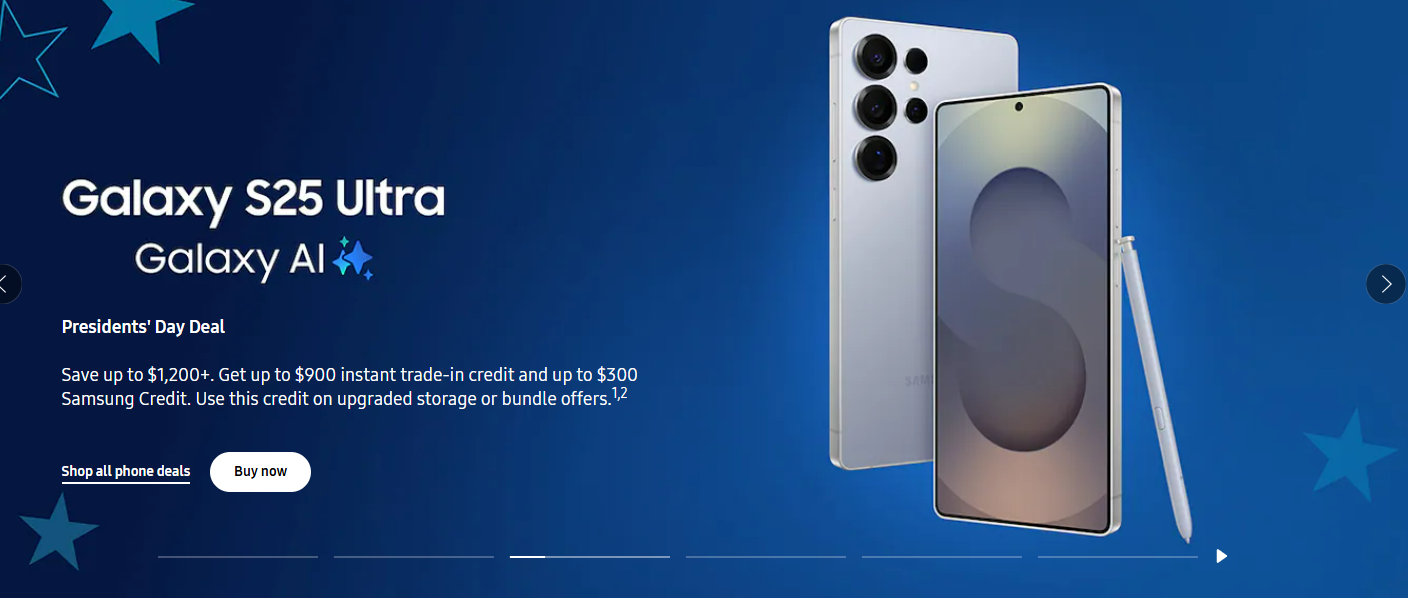 Galaxy S25 Ultra
Galaxy AI
Presidents' Day Deal
Save up to $1,200+. Get up to $900 instant trade-in credit and up to $300
Samsung Credit. Use this credit on upgraded storage or bundle offers.1,2
Shop all phone deals
Buy now